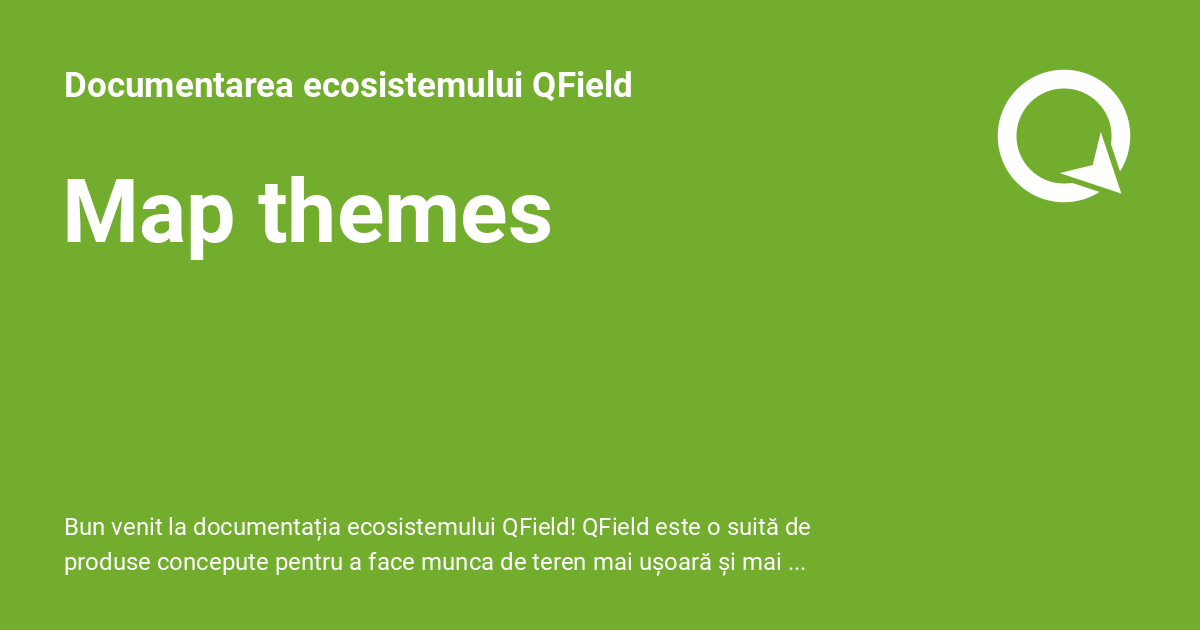 Documentarea ecosistemului QField
Map themes
Bun venit la documentația ecosistemului QField! QField este o suită de
produse concepute pentru a face munca de teren mai ușoară și mai ...